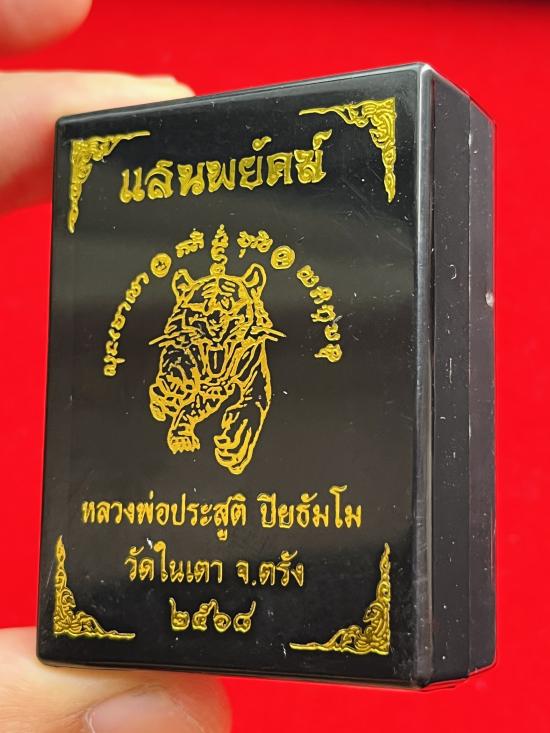 แสนพยัคฆ์
หลวงพ่อประสูติ ปิยธัมโม
วัดในเตา จ.ตรัง
๒๕๖๘